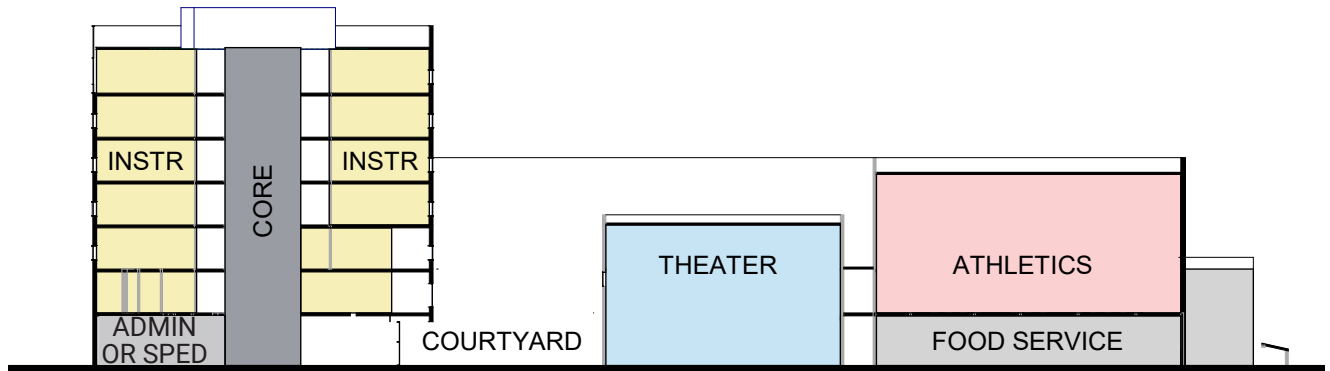 INSTR
INSTR
CORE
THEATER
ATHLETICS
ADMIN
OR SPED
COURTYARD
FOOD SERVICE